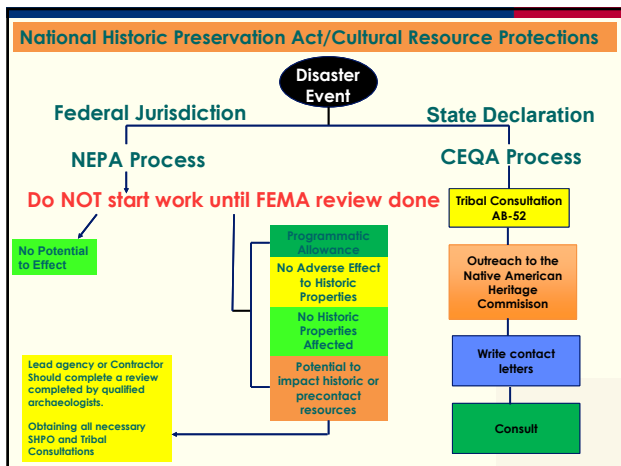 National Historic Preservation Act/Cultural Resource Protections
Disaster
Event
Federal Jurisdiction
State Declaration
NEPA Process
CEQA Process
Do NOT start work until FEMA review done
No Potential
to Effect
Programmatic
Allowance
No Adverse Effect
to Historic
Properties
No Historic
Properties
Affected
Potential to
impact historic or
precontact
resources
Lead agency or Contractor
Should complete a review
completed by qualified
archaeologists.
Obtaining all necessary
SHPO and Tribal
Consultations
Tribal Consultation
AB-52
Outreach to the
Native American
Heritage
Commisison
Write contact
letters
Consult